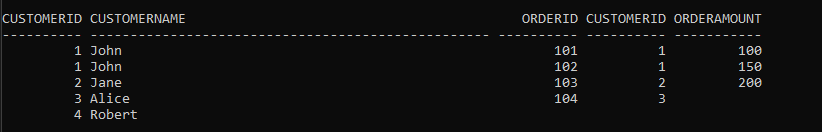 CUSTOMERID CUSTOMERNAME                                          ORDERID CUSTOMERID ORDERAMOUNT
---------- -------------------------------------------------- ---------- ---------- -----------
         1 John                                                      101          1         100
         1 John                                                      102          1         150
         2 Jane                                                      103          2         200
         3 Alice                                                     104          3
         4 Robert